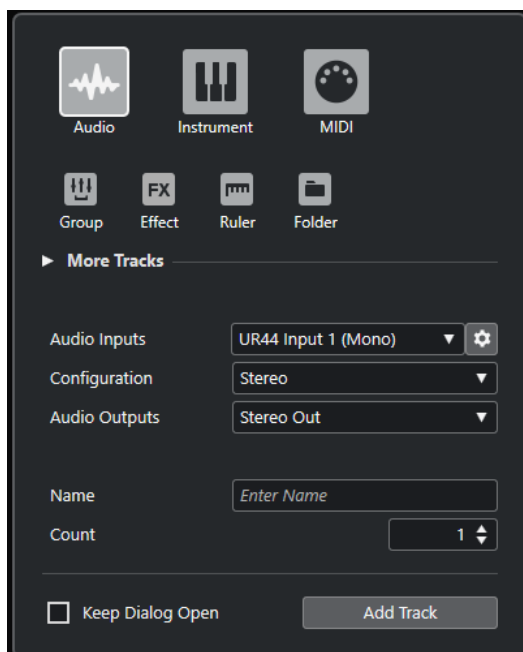 Audio Instrument MIDI
FX
Group Effect Ruler Folder
More Tracks
Audio Inputs UR44 Input 1 (Mono)
Configuration Stereo
Audio Outputs Stereo Out
Name Enter Name
Count 1
Keep Dialog Open Add Track